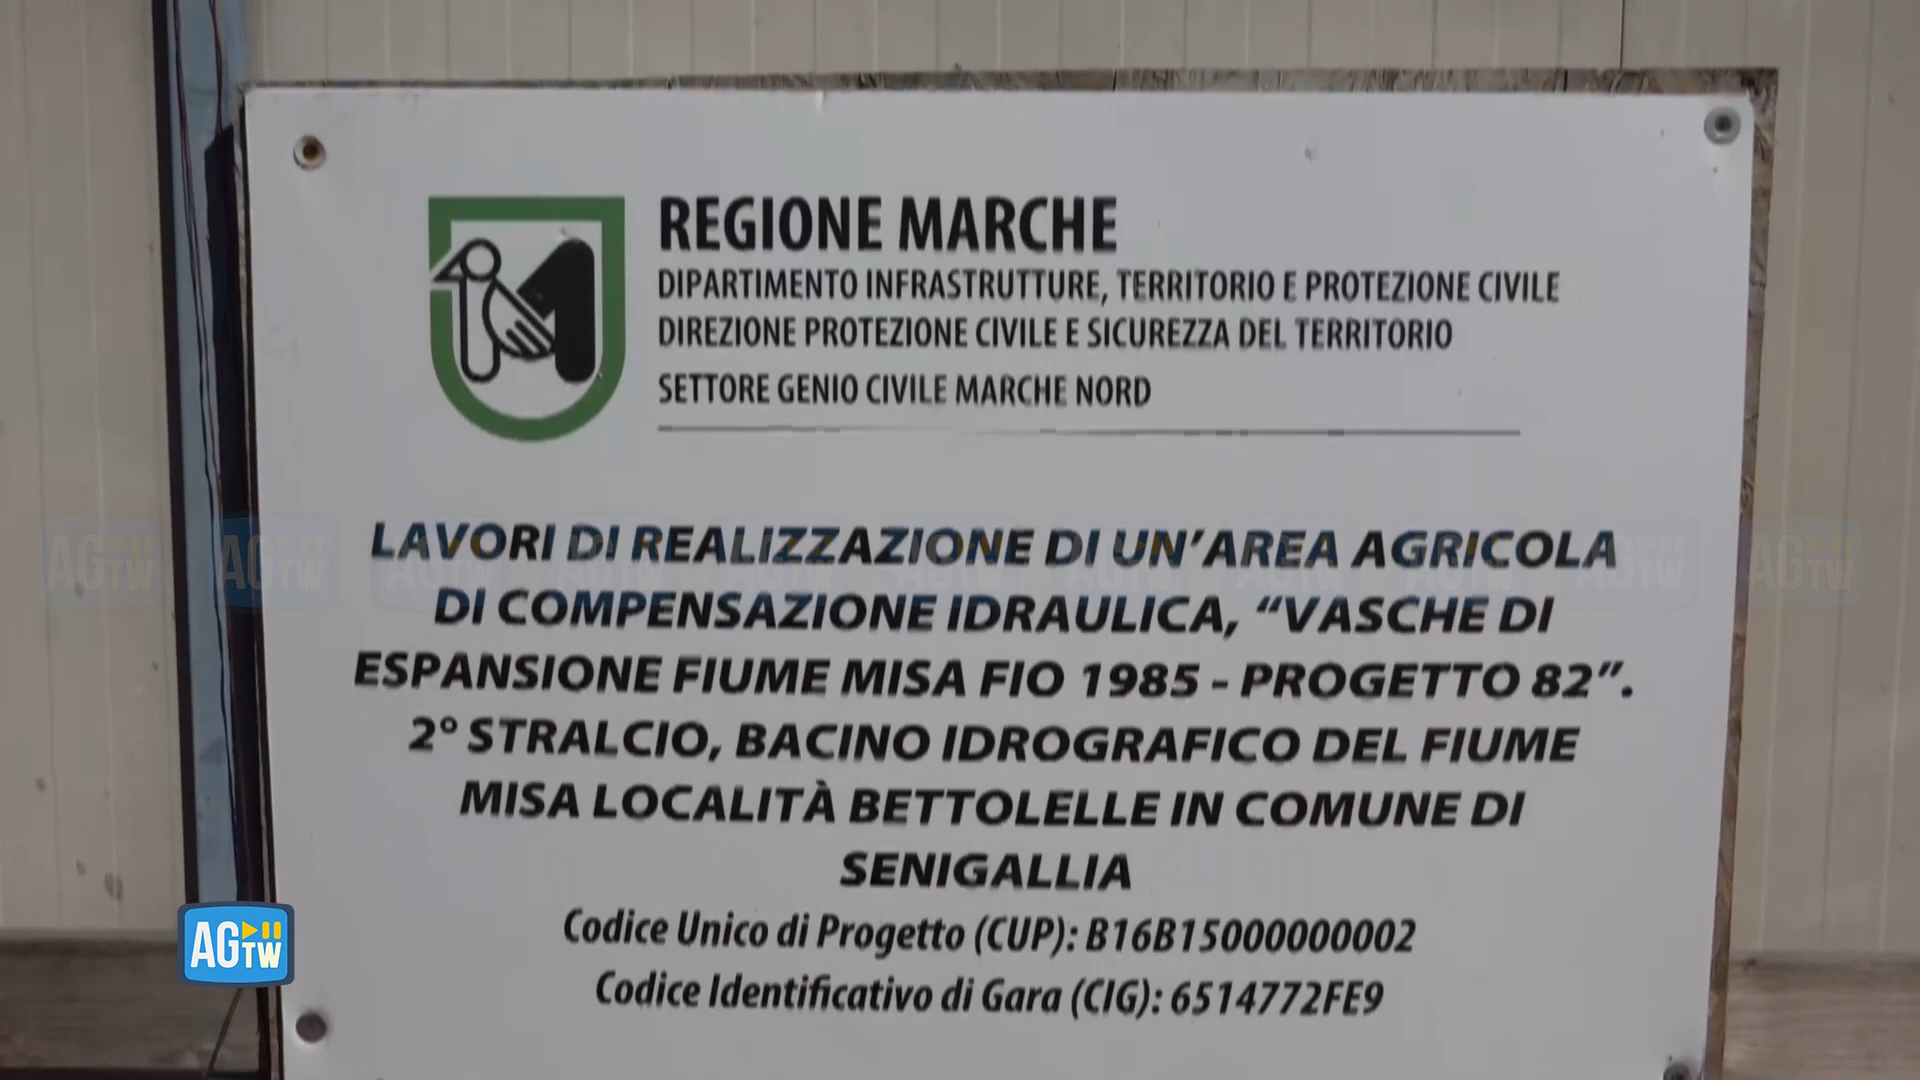 REGIONE MARCHE
DIPARTIMENTO INFRASTRUTTURE, TERRITORIO E PROTEZIONE CIVILE
DIREZIONE PROTEZIONE CIVILE E SICUREZZA DEL TERRITORIO
SETTORE GENIO CIVILE MARCHE NORD
LAVORI DI REALIZZAZIONE DI UN'AREA AGRICOLA
DI COMPENSAZIONE IDRAULICA, “VASCHE DI
ESPANSIONE FIUME MISA FIO 1985 - PROGETTO 82”.
2° STRALCIO, BACINO IDROGRAFICO DEL FIUME
MISA LOCALITÀ BETTOLELLE IN COMUNE DI
SENIGALLIA
Codice Unico di Progetto (CUP): B16B15000000002
Codice Identificativo di Gara (CIG): 6514772FE9
AGTW